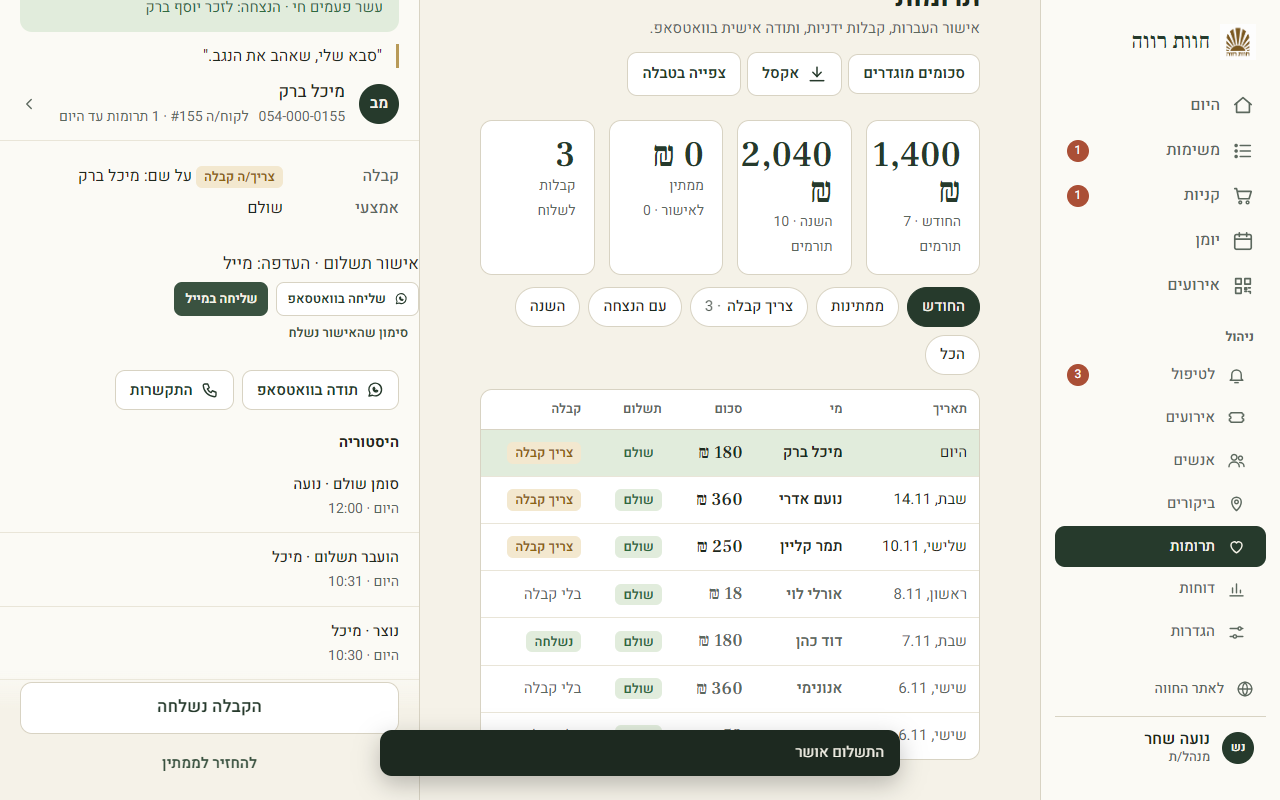 חוות רווה
היום
משימות 1
קניות 1
יומן
אירועים
ניהול
לטיפול 3
אירועים
אנשים
ביקורים
תרומות
דוחות
הגדרות
לאתר החווה
נש נועה שחר
מנהל/ת
אישור העברות, קבלות ידניות, ותודה אישית בוואטסאפ.
סכומים מוגדרים אקסל צפייה בטבלה
1,400 ₪
החודש · 7 תורמים
2,040 ₪
השנה · 10 תורמים
0 ₪
ממתין לאישור · 0
3
קבלות לשלוח
החודש ממתינות צריך קבלה · 3 עם הנצחה השנה
הכל
תאריך מי סכום תשלום קבלה
היום מיכל ברק 180 ₪ שולם צריך קבלה
שבת, 14.11 נועם אדרי 360 ₪ שולם צריך קבלה
שלישי, 10.11 תמר קליין 250 ₪ שולם צריך קבלה
ראשון, 8.11 אורלי לוי 18 ₪ שולם בלי קבלה
שבת, 7.11 דוד כהן 180 ₪ שולם נשלחה
שישי, 6.11 אנונימי 360 ₪ שולם בלי קבלה
שישי, 6.11
התשלום אושר
עשר פעמים חי · הנצחה: לזכר יוסף ברק
"סבא שלי, שאהב את הנגב."
מב מיכל ברק
054-000-0155 לקוח/ה #155 · 1 תרומות עד היום
קבלה צריך/ה קבלה על שם: מיכל ברק
אמצעי שולם
אישור תשלום · העדפה: מייל
שליחה בוואטסאפ שליחה במייל
סימון שהאישור נשלח
תודה בוואטסאפ התקשרות
היסטוריה
סומן שולם · נועה
היום · 12:00
הועבר תשלום · מיכל
היום · 10:31
נוצר · מיכל
היום · 10:30
הקבלה נשלחה
להחזיר לממתין